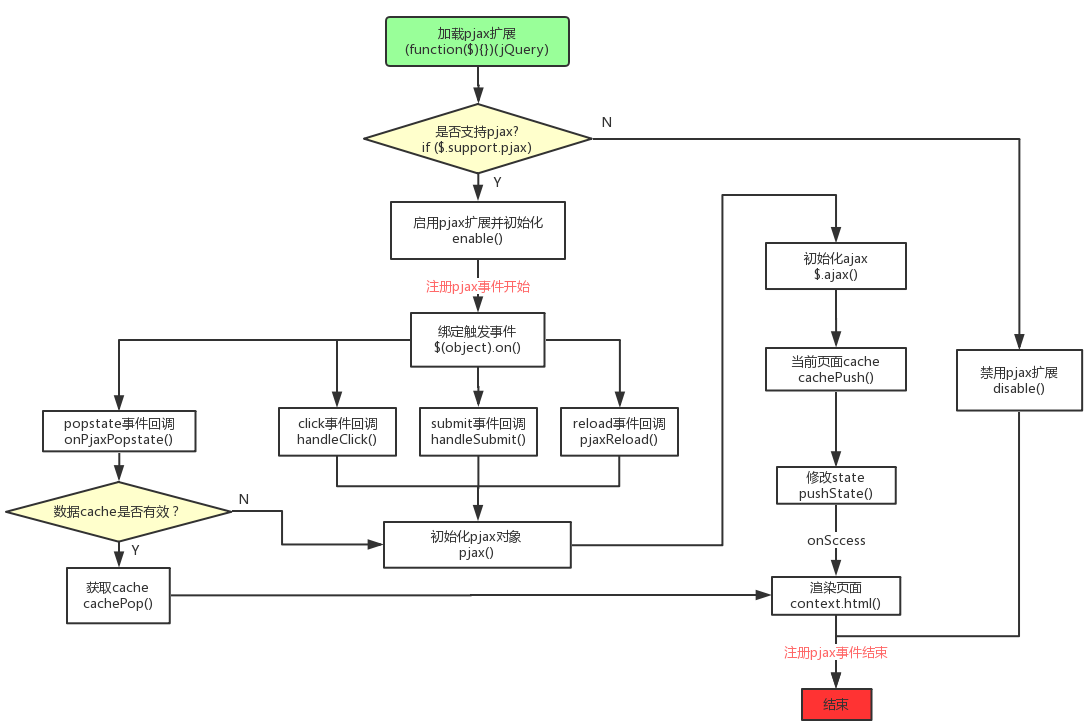 加载pjax扩展
(function($){})(jQuery)
是否支持pjax?
if ($.support.pjax)
N
Y
启用pjax扩展并初始化
enable()
注册pjax事件开始
绑定触发事件
$(object).on()
popstate事件回调
onPjaxPopstate()
click事件回调
handleClick()
submit事件回调
handleSubmit()
reload事件回调
pjaxReload()
数据cache是否有效？
N
Y
获取cache
cachePop()
初始化pjax对象
pjax()
初始化ajax
$.ajax()
当前页面cache
cachePush()
修改state
pushState()
onSccess
渲染页面
context.html()
禁用pjax扩展
disable()
注册pjax事件结束
结束